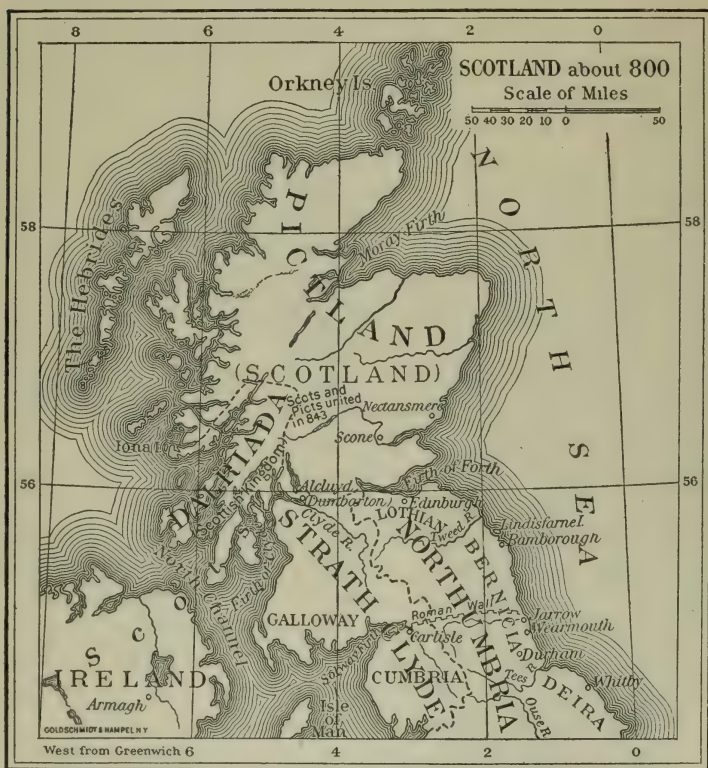 8 6 4 2 0
Orkney Is.
SCOTLAND about 800
Scale of Miles
50 40 30 20 10 0 50
NORTH SEA
PICTLAND
The Hebrides
58
58
Moray Firth
(SCOTLAND)
Scots and
Picts united
in 843
Nectansmere
Scone
Iona I.
DALRIADA
(Scottish Kingdom)
56
56
Firth of Forth
Alcluyd
(Dumbarton)
Edinburgh
LOTHIAN
Clyde R.
Tweed R.
Lindisfarne I.
Bamborough
STRATH
CLYDE
NORTHUMBRIA
BERNICIA
North Channel
GALLOWAY
Roman Wall
Jarrow
Wearmouth
Solway Firth
Carlisle
Durham
CUMBRIA
Tees R.
Whitby
DEIRA
Ouse R.
SCOTS
IRELAND
Armagh
Isle
of
Man
GOLDSCHMIDT & HAMPEL N.Y.
West from Greenwich 6 4 2 0